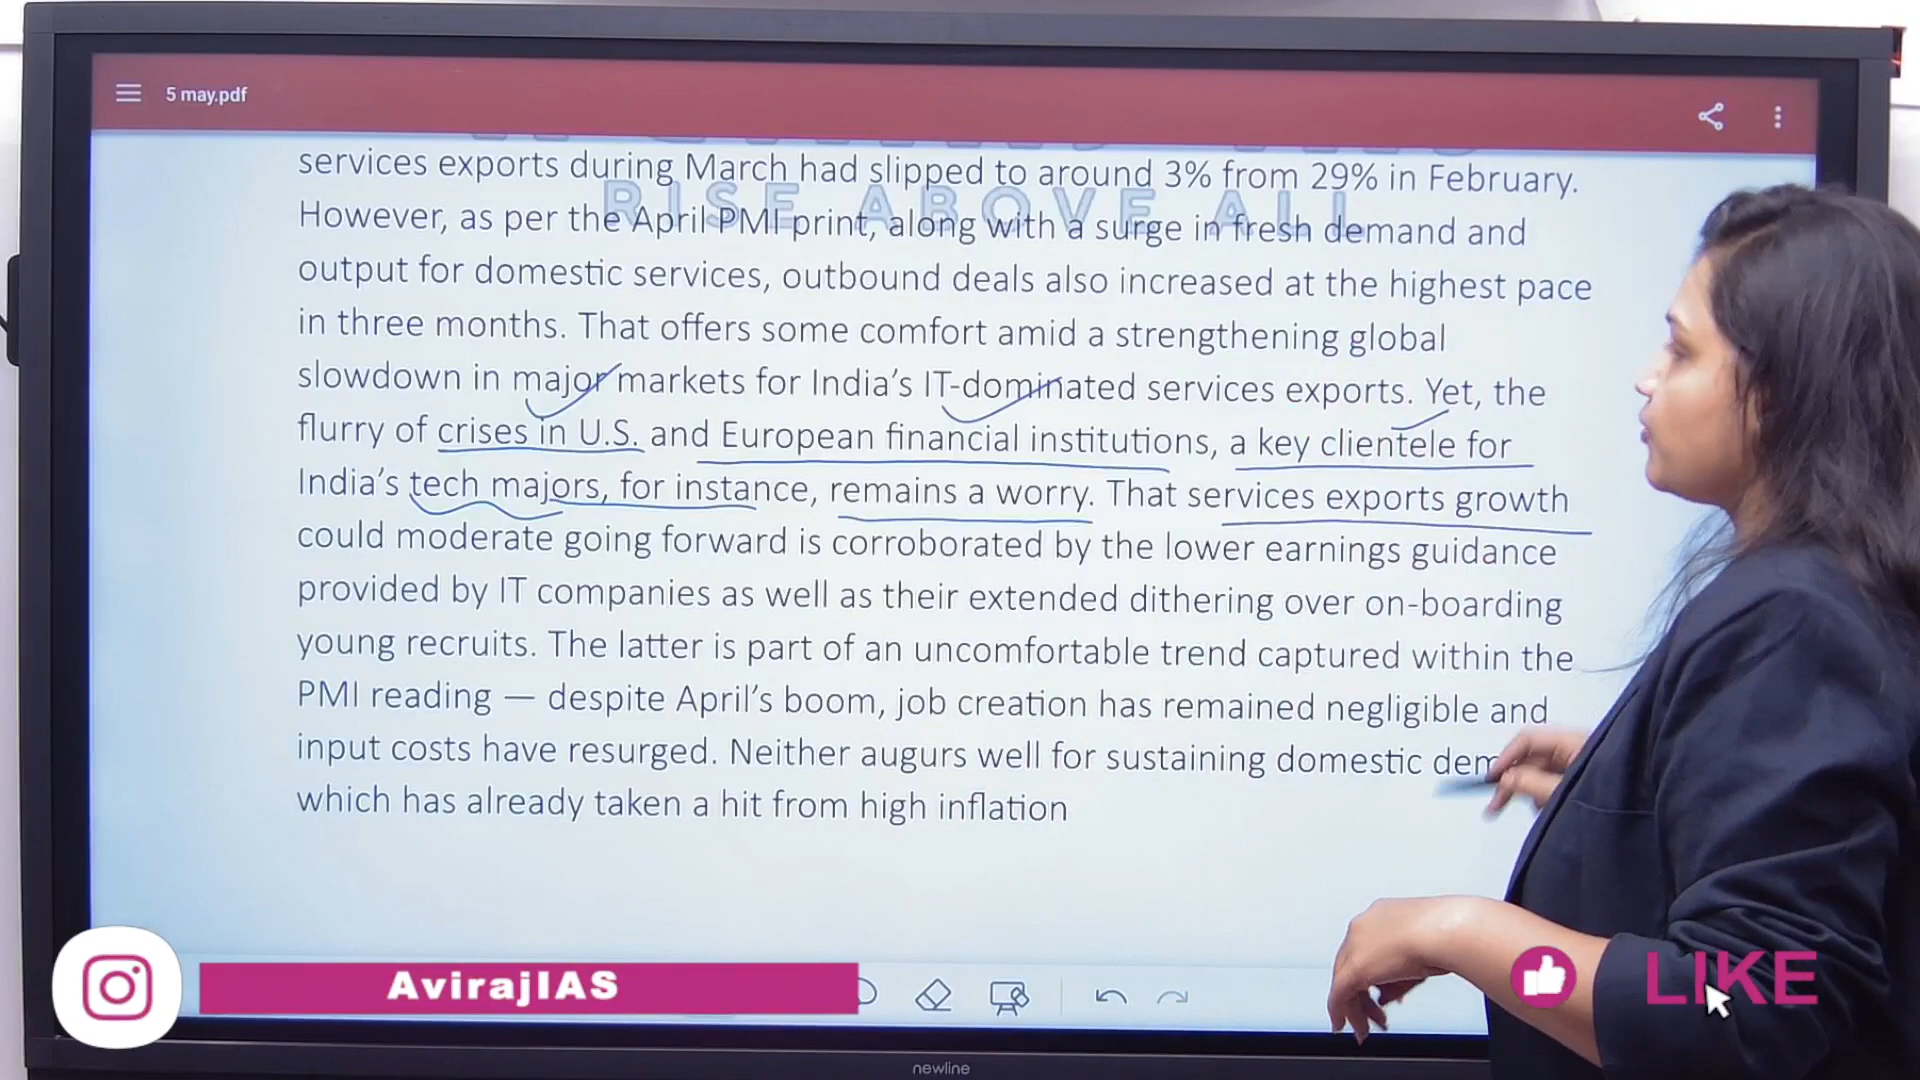 5 may.pdf
RISE ABOVE ALL
services exports during March had slipped to around 3% from 29% in February.
However, as per the April PMI print, along with a surge in fresh demand and
output for domestic services, outbound deals also increased at the highest pace
in three months. That offers some comfort amid a strengthening global
slowdown in major markets for India’s IT-dominated services exports. Yet, the
flurry of crises in U.S. and European financial institutions, a key clientele for
India’s tech majors, for instance, remains a worry. That services exports growth
could moderate going forward is corroborated by the lower earnings guidance
provided by IT companies as well as their extended dithering over on-boarding
young recruits. The latter is part of an uncomfortable trend captured within the
PMI reading — despite April’s boom, job creation has remained negligible and
input costs have resurged. Neither augurs well for sustaining domestic dem
which has already taken a hit from high inflation
AvirajIAS
LIKE
newline